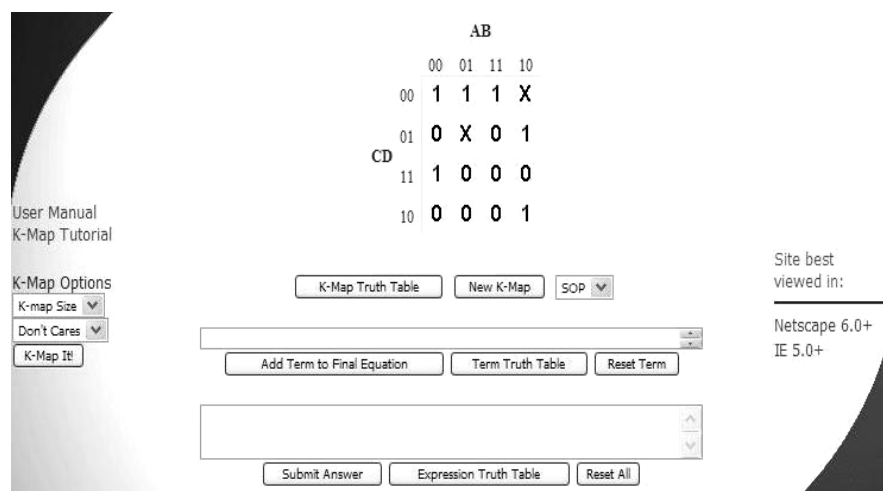 AB
00 01 11 10
00 1 1 1 X
01 0 X 0 1
CD
11 1 0 0 0
10 0 0 0 1
User Manual
K-Map Tutorial
K-Map Options
K-map Size
Don't Cares
K-Map It!
K-Map Truth Table New K-Map SOP
Add Term to Final Equation Term Truth Table Reset Term
Submit Answer Expression Truth Table Reset All
Site best
viewed in:
Netscape 6.0+
IE 5.0+